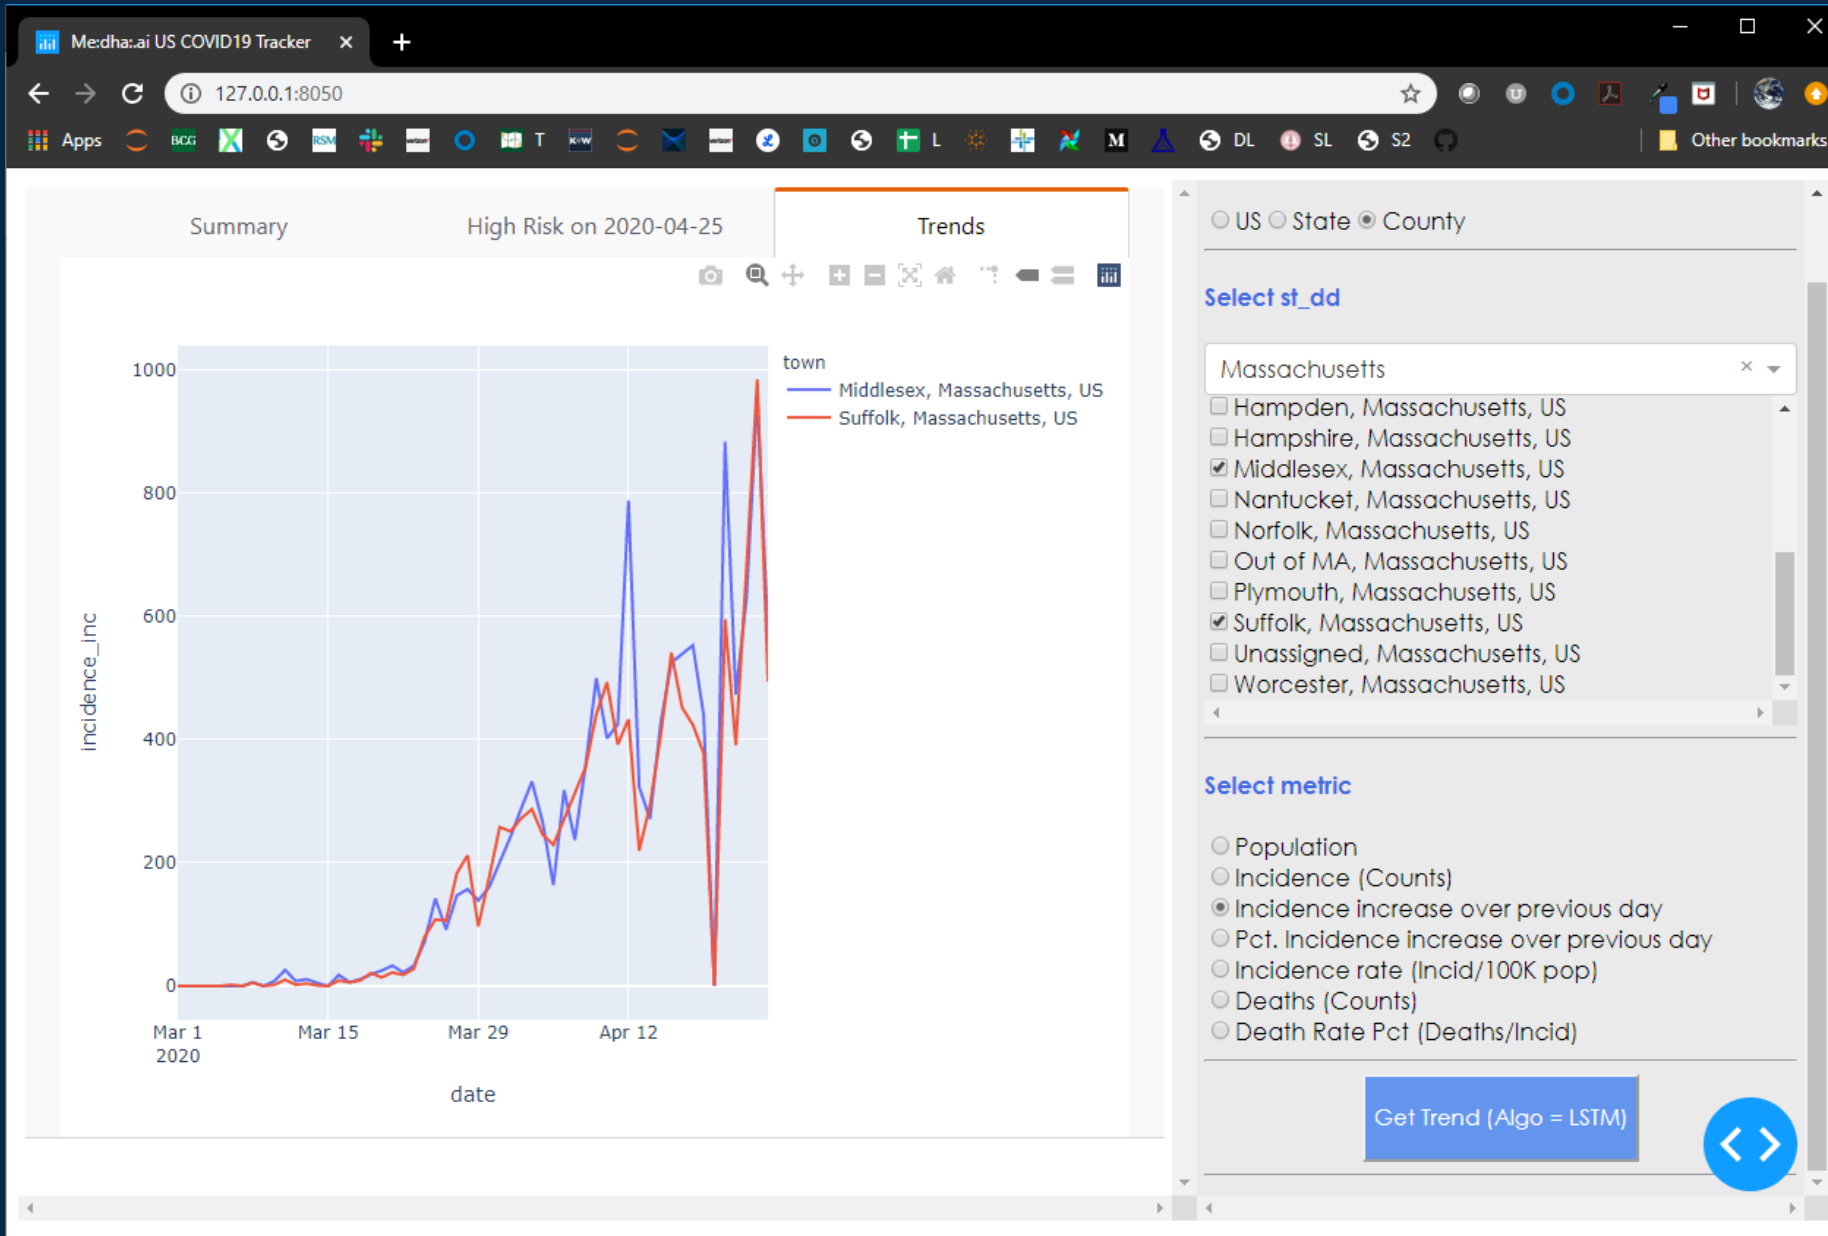 Me:dha:.ai US COVID19 Tracker
127.0.0.1:8050
Apps BCG RSM verizon T K+W verizon L M DL SL S2 Other bookmarks
Summary High Risk on 2020-04-25 Trends
1000
800
600
400
200
0
incidence_inc
Mar 1 Mar 15 Mar 29 Apr 12
2020
date
town
Middlesex, Massachusetts, US
Suffolk, Massachusetts, US
US State County
Select st_dd
Massachusetts
Hampden, Massachusetts, US
Hampshire, Massachusetts, US
Middlesex, Massachusetts, US
Nantucket, Massachusetts, US
Norfolk, Massachusetts, US
Out of MA, Massachusetts, US
Plymouth, Massachusetts, US
Suffolk, Massachusetts, US
Unassigned, Massachusetts, US
Worcester, Massachusetts, US
Select metric
Population
Incidence (Counts)
Incidence increase over previous day
Pct. Incidence increase over previous day
Incidence rate (Incid/100K pop)
Deaths (Counts)
Death Rate Pct (Deaths/Incid)
Get Trend (Algo = LSTM)